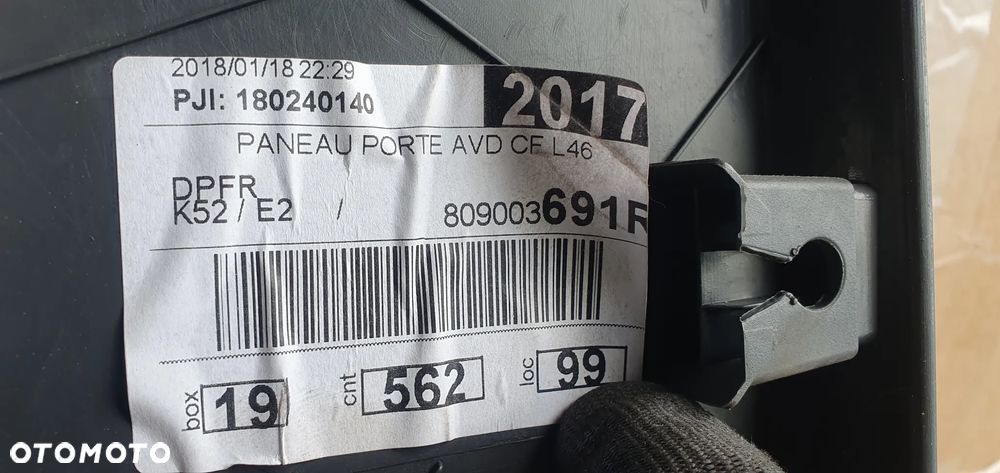 2018/01/18 22:29
PJI: 180240140
2017
PANEAU PORTE AVD CF L46
DPFR
K52 / E2 /
809003691R
box 19
cnt 562
loc 99
OTOMOTO